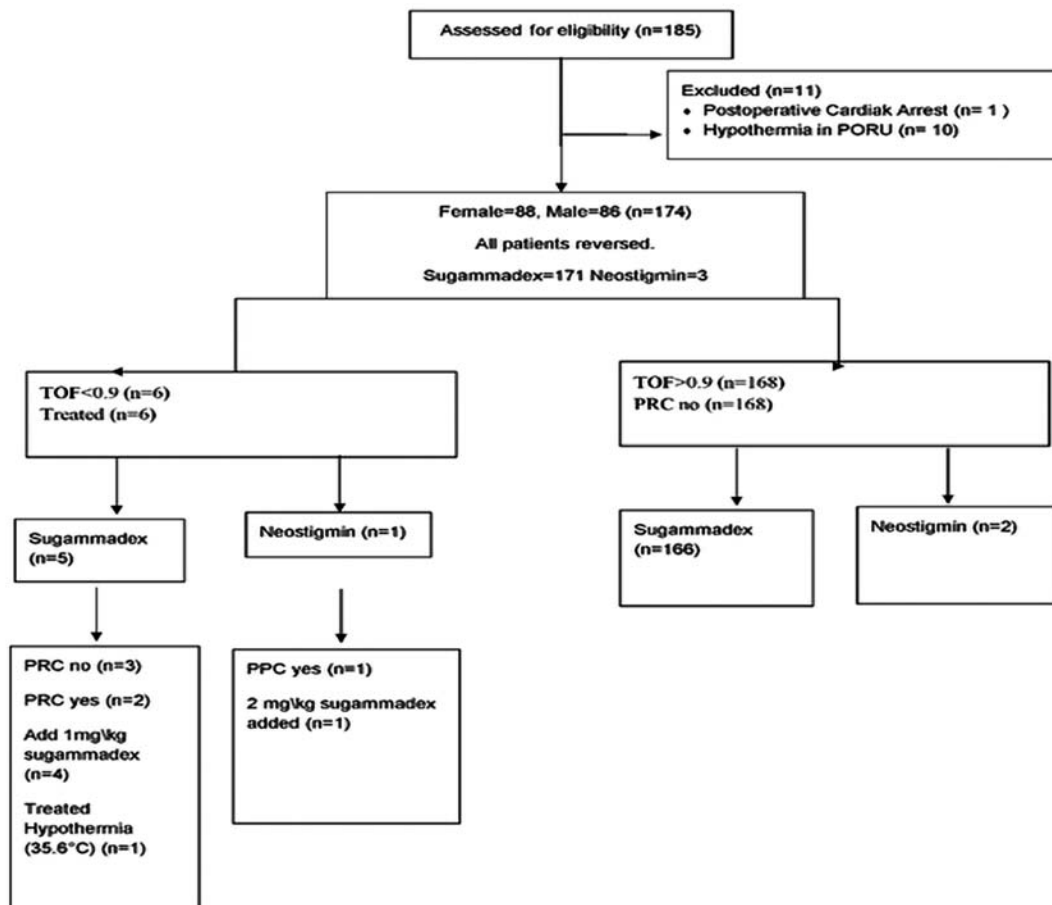 Assessed for eligibility (n=185)
Excluded (n=11)
• Postoperative Cardiak Arrest (n= 1 )
• Hypothermia in PORU (n= 10)
Female=88, Male=86 (n=174)
All patients reversed.
Sugammadex=171 Neostigmin=3
TOF<0.9 (n=6)
Treated (n=6)
TOF>0.9 (n=168)
PRC no (n=168)
Sugammadex
(n=5)
Neostigmin (n=1)
Sugammadex
(n=166)
Neostigmin (n=2)
PRC no (n=3)
PRC yes (n=2)
Add 1mg\kg
sugammadex
(n=4)
Treated
Hypothermia
(35.6°C) (n=1)
PPC yes (n=1)
2 mg\kg sugammadex
added (n=1)